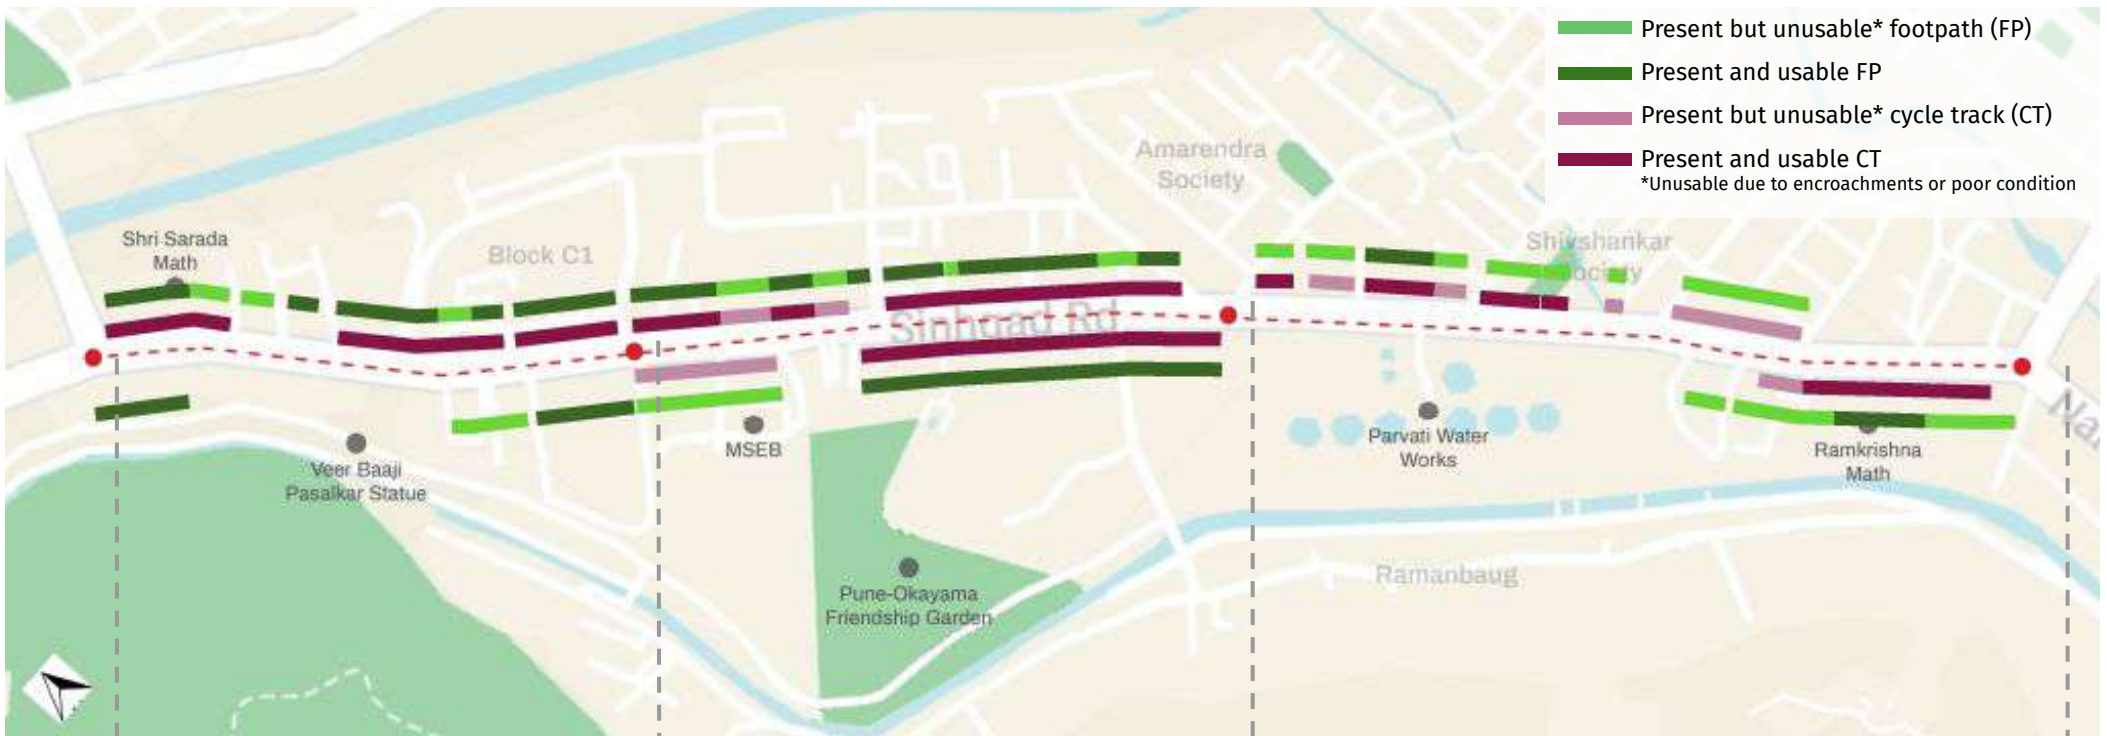 Present but unusable* footpath (FP)
Present and usable FP
Present but unusable* cycle track (CT)
Present and usable CT
*Unusable due to encroachments or poor condition
Amarendra
Society
Shri Sarada
Math
Block C1
Shivshankar
Society
Sinhgad Rd
Veer Baaji
Pasalkar Statue
MSEB
Parvati Water
Works
Ramkrishna
Math
Pune-Okayama
Friendship Garden
Ramanbaug